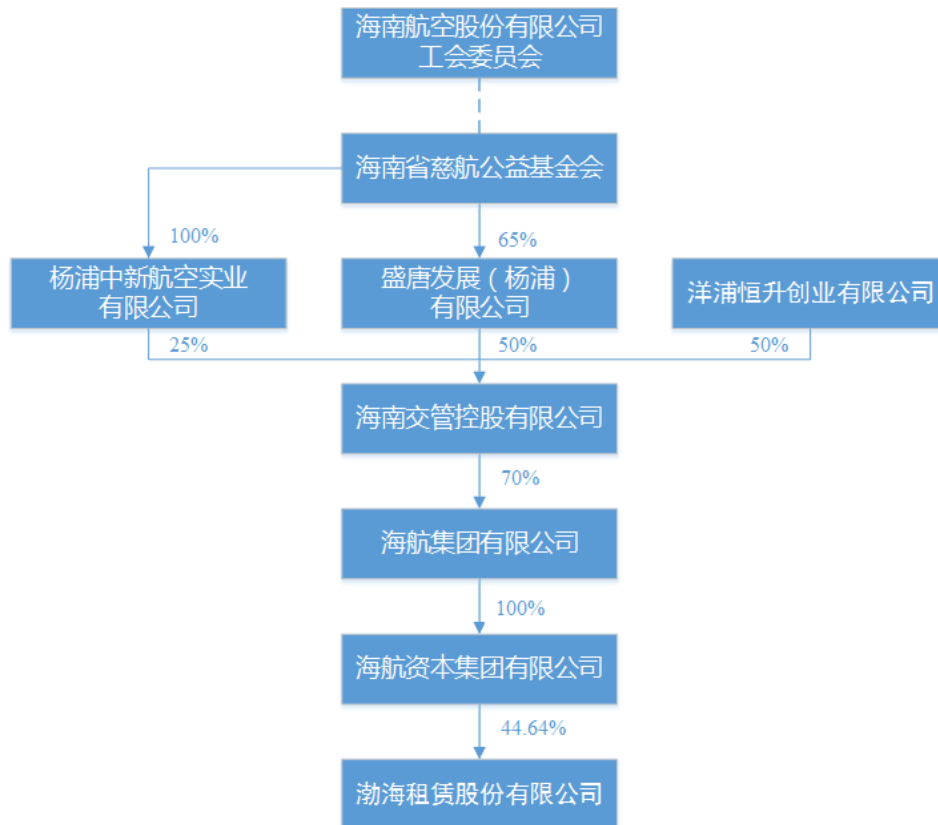 海南航空股份有限公司
工会委员会
海南省慈航公益基金会
100%
65%
杨浦中新航空实业
有限公司
盛唐发展（杨浦）
有限公司
洋浦恒升创业有限公司
25%
50%
50%
海南交管控股有限公司
70%
海航集团有限公司
100%
海航资本集团有限公司
44.64%
渤海租赁股份有限公司